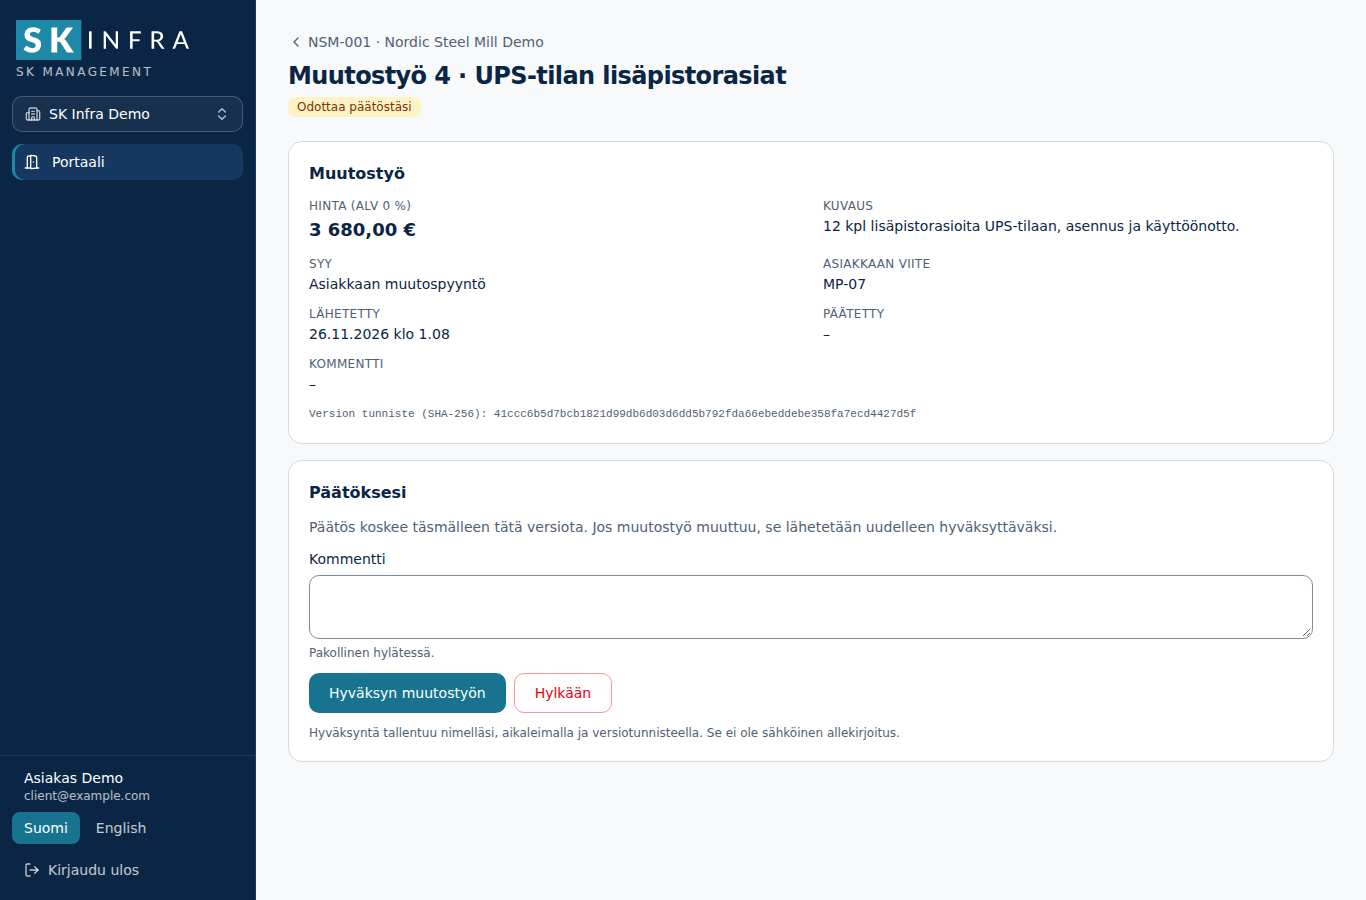 SK INFRA
SK MANAGEMENT
SK Infra Demo
Portaali
Asiakas Demo
client@example.com
Suomi English
Kirjaudu ulos
NSM-001 · Nordic Steel Mill Demo
Muutostyö 4 · UPS-tilan lisäpistorasiat
Odottaa päätöstäsi
Muutostyö
HINTA (ALV 0 %)
3 680,00 €
KUVAUS
12 kpl lisäpistorasioita UPS-tilaan, asennus ja käyttöönotto.
SYY
Asiakkaan muutospyyntö
ASIAKKAAN VIITE
MP-07
LÄHETETTY
26.11.2026 klo 1.08
PÄÄTETTY
–
KOMMENTTI
–
Version tunniste (SHA-256): 41ccc6b5d7bcb1821d99db6d03d6dd5b792fda66ebeddebe358fa7ecd4427d5f
Päätöksesi
Päätös koskee täsmälleen tätä versiota. Jos muutostyö muuttuu, se lähetetään uudelleen hyväksyttäväksi.
Kommentti
Pakollinen hylätessä.
Hyväksyn muutostyön Hylkään
Hyväksyntä tallentuu nimelläsi, aikaleimalla ja versiotunnisteella. Se ei ole sähköinen allekirjoitus.